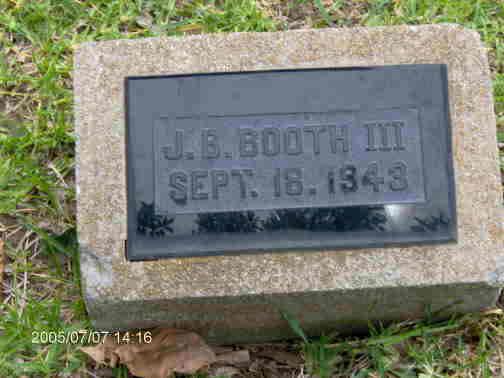 J. B. BOOTH III
SEPT. 18. 1943
2005/07/07 14:16